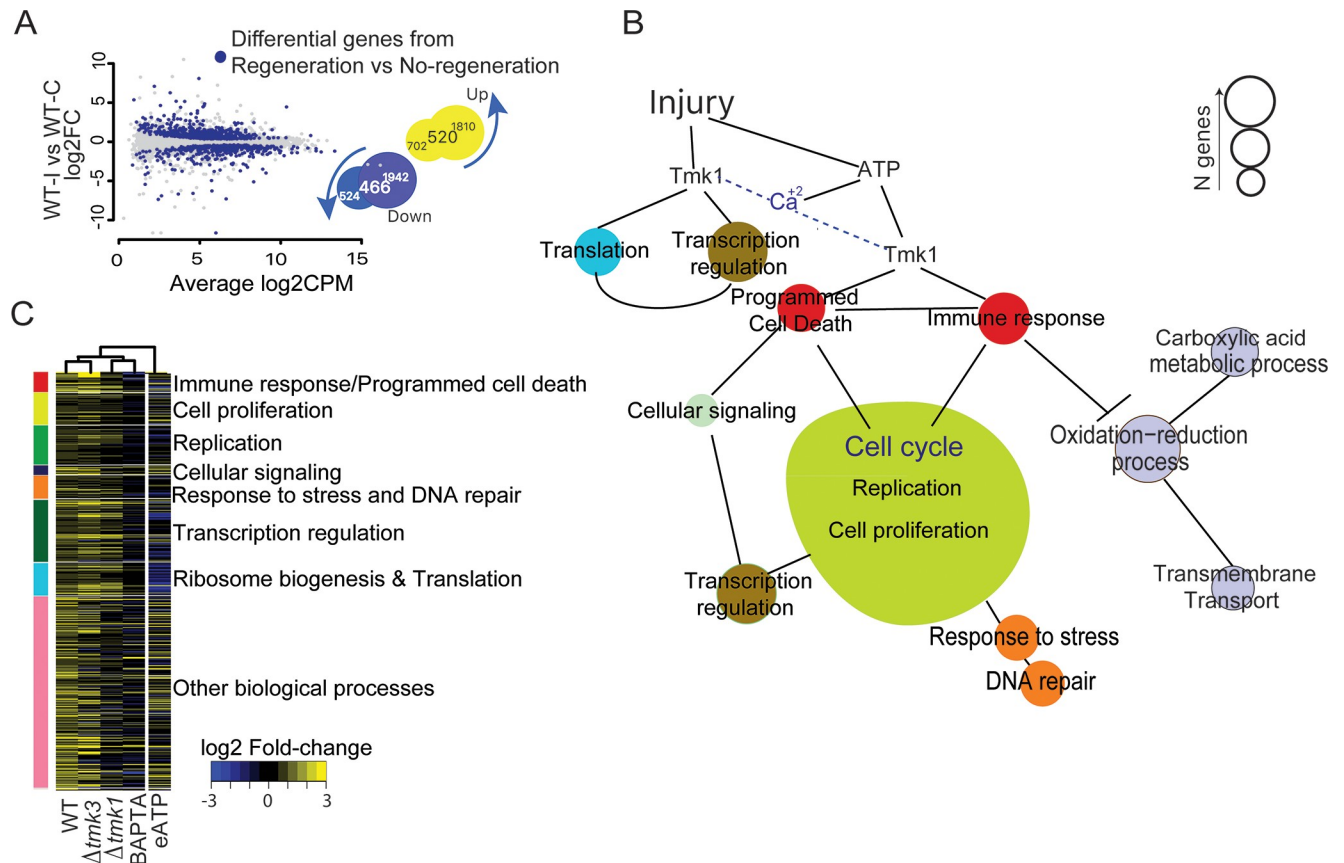 A
Differential genes from
Regeneration vs No-regeneration
WT-I vs WT-C
log2FC
10
5
0
-5
-10
0
5
10
15
Average log2CPM
Up
702
520
1810
524
466
1942
Down
B
Injury
Tmk1
ATP
Ca+2
Tmk1
Translation
Transcription
regulation
Programmed
Cell Death
Immune response
Cellular signaling
Cell cycle
Replication
Cell proliferation
Transcription
regulation
Response to stress
DNA repair
Carboxylic acid
metabolic process
Oxidation−reduction
process
Transmembrane
Transport
N genes
C
Immune response/Programmed cell death
Cell proliferation
Replication
Cellular signaling
Response to stress and DNA repair
Transcription regulation
Ribosome biogenesis & Translation
Other biological processes
log2 Fold-change
-3
0
3
WT
Δtmk3
Δtmk1
BAPTA
eATP